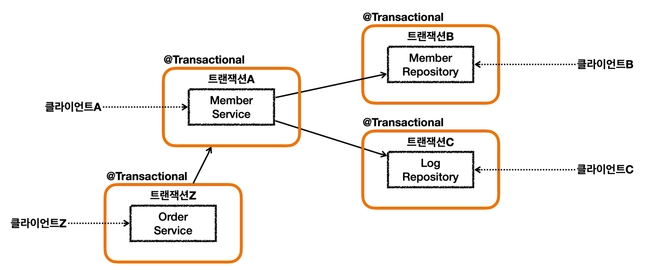 @Transactional
트랜잭션B
Member
Repository
클라이언트B
@Transactional
트랜잭션A
Member
Service
클라이언트A
@Transactional
트랜잭션C
Log
Repository
클라이언트C
@Transactional
트랜잭션Z
Order
Service
클라이언트Z